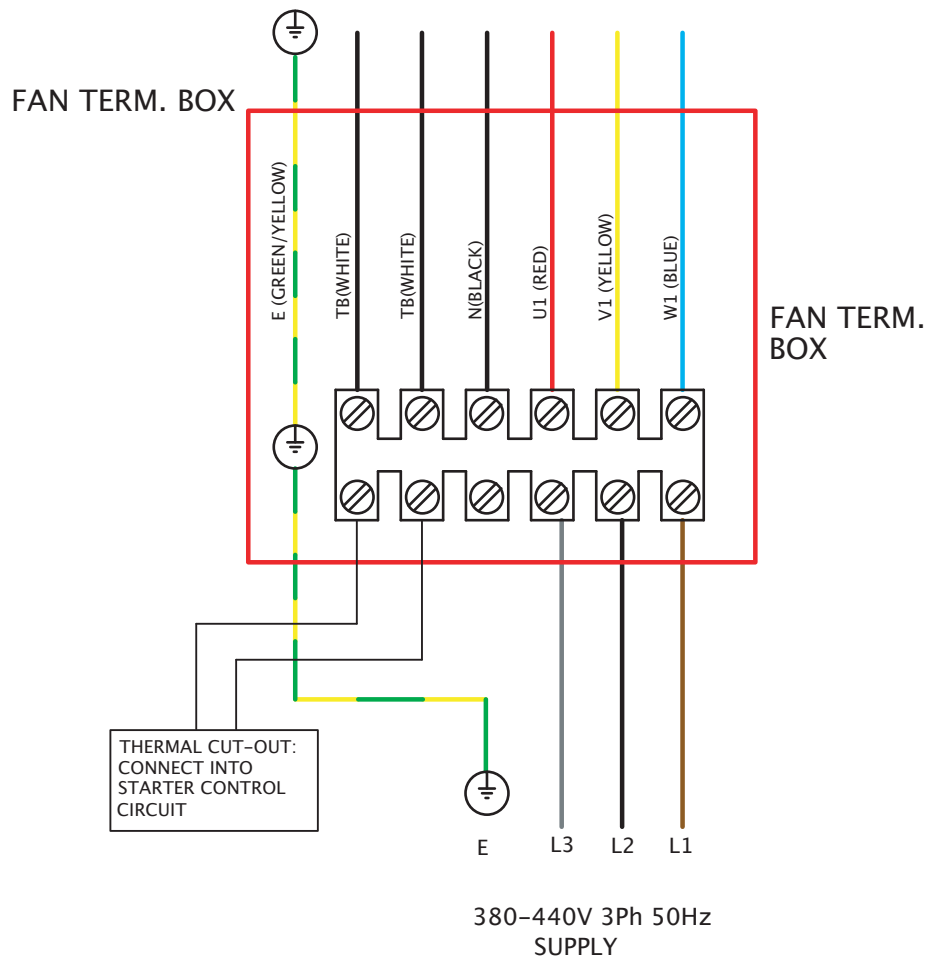 FAN TERM. BOX
E (GREEN/YELLOW)
TB(WHITE)
TB(WHITE)
N(BLACK)
U1 (RED)
V1 (YELLOW)
W1 (BLUE)
FAN TERM.
BOX
THERMAL CUT-OUT:
CONNECT INTO
STARTER CONTROL
CIRCUIT
E
L3
L2
L1
380-440V 3Ph 50Hz
SUPPLY